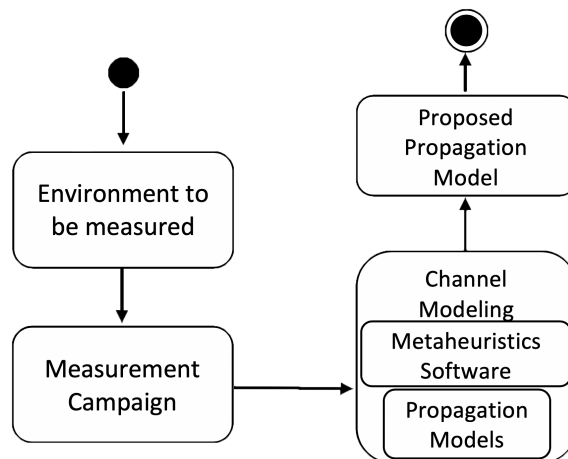 Environment to
be measured
Measurement
Campaign
Channel
Modeling
Metaheuristics
Software
Propagation
Models
Proposed
Propagation
Model